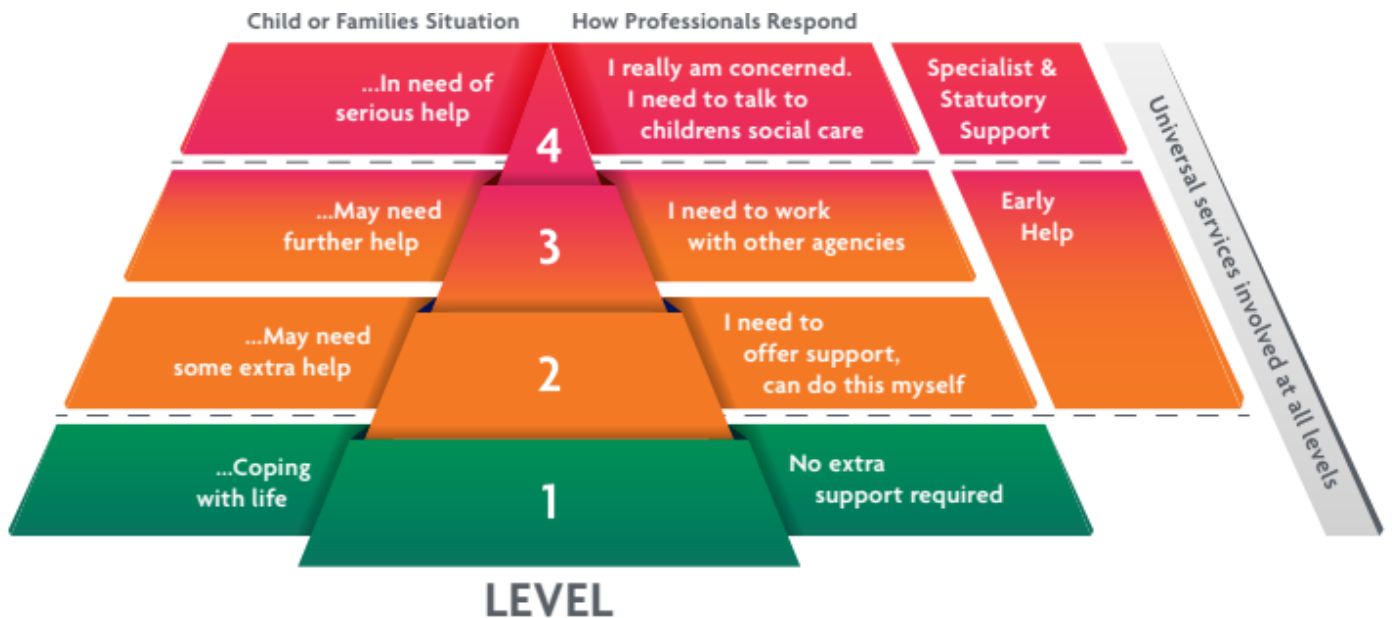 Child or Families Situation
How Professionals Respond
...In need of
serious help
4
I really am concerned.
I need to talk to
childrens social care
Specialist &
Statutory
Support
...May need
further help
3
I need to work
with other agencies
Early
Help
...May need
some extra help
2
I need to
offer support,
can do this myself
...Coping
with life
1
No extra
support required
Universal services involved at all levels
LEVEL